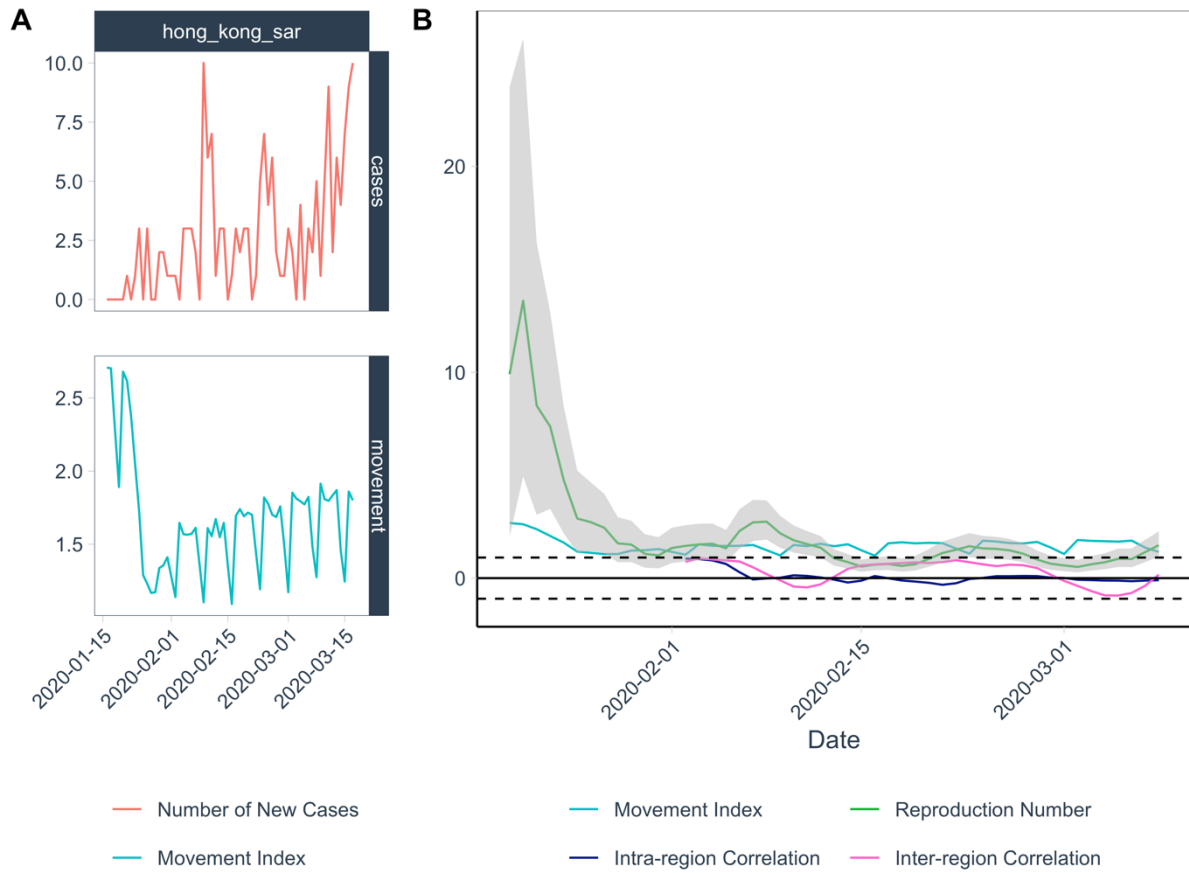 A
hong_kong_sar
10.0
7.5
5.0
2.5
0.0
cases
2.5
2.0
1.5
movement
2020-01-15
2020-02-01
2020-02-15
2020-03-01
2020-03-15
Number of New Cases
Movement Index
B
20
10
0
2020-02-01
2020-02-15
2020-03-01
Date
Movement Index
Reproduction Number
Intra-region Correlation
Inter-region Correlation